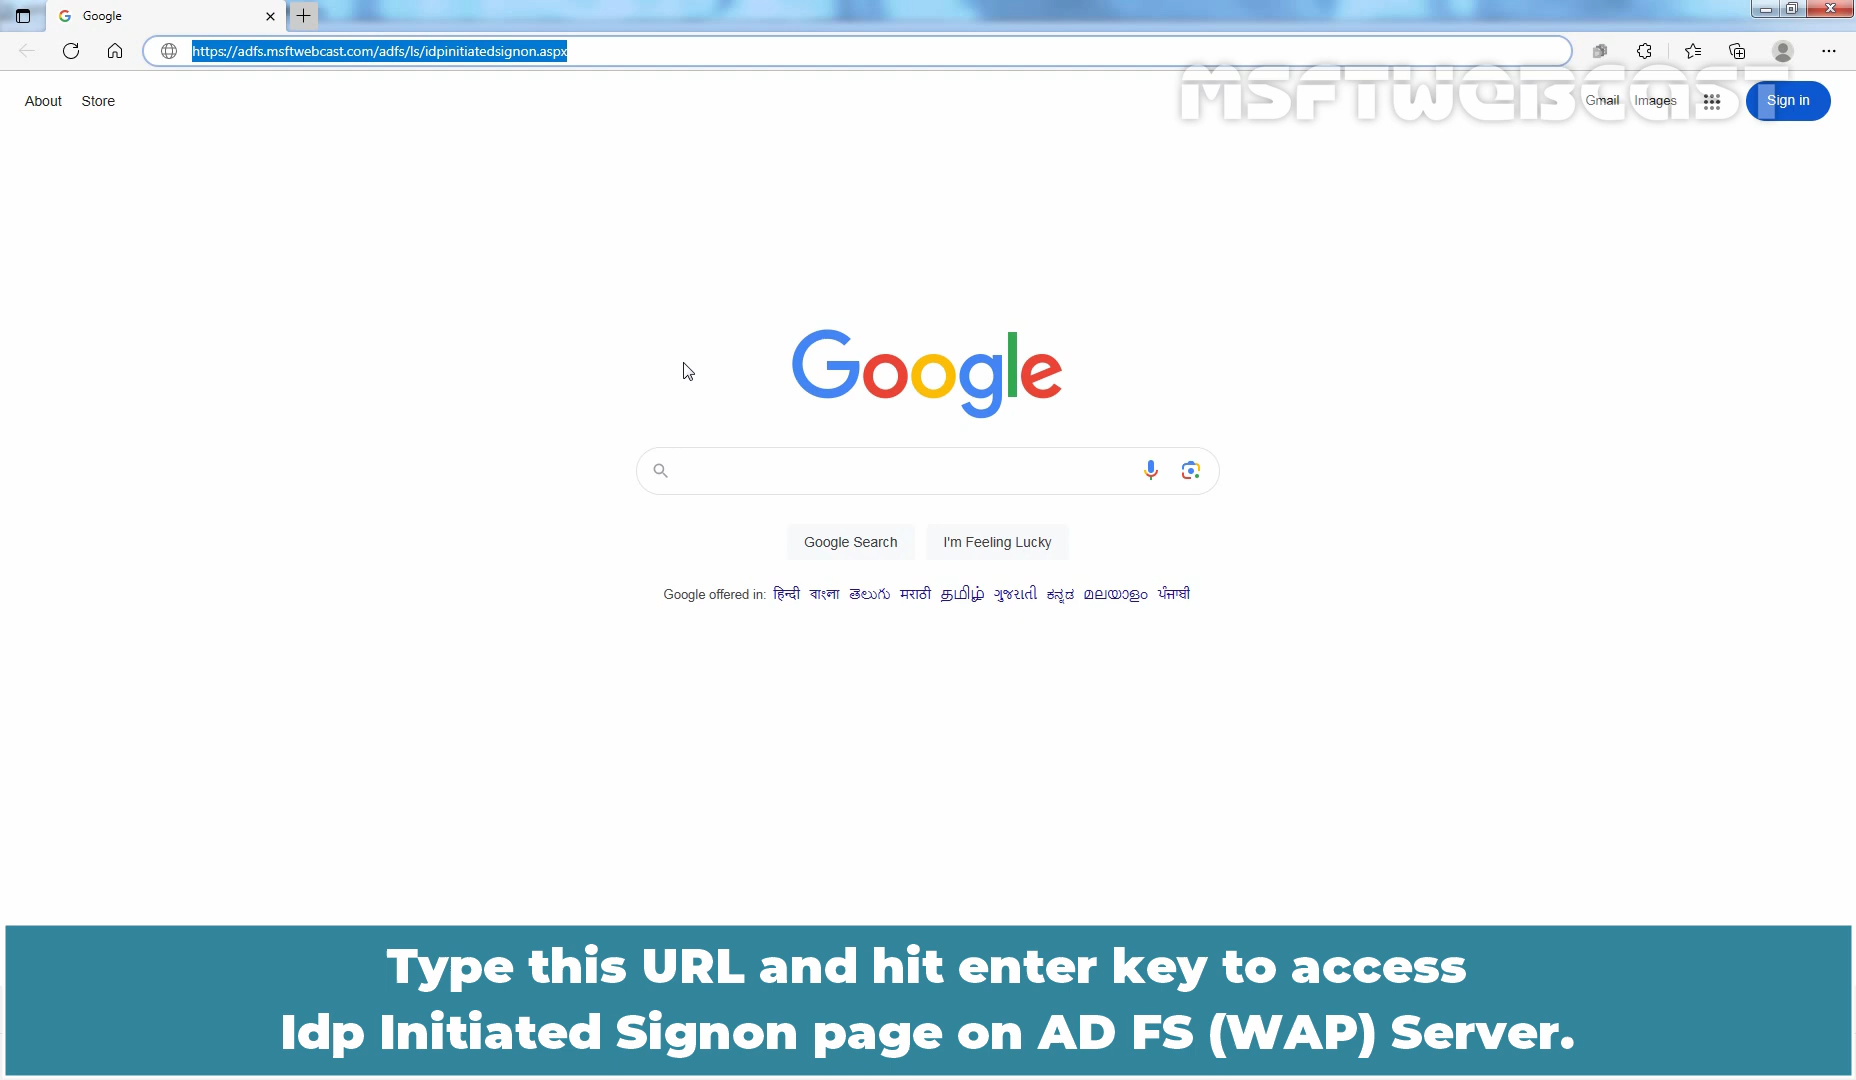 Google
https://adfs.msftwebcast.com/adfs/ls/idpinitiatedsignon.aspx
MSFTWEBCAST
About Store Gmail Images Sign in
Google
Google Search I'm Feeling Lucky
Google offered in: हिन्दी বাংলা తెలుగు मराठी தமிழ் ગુજરાતી ಕನ್ನಡ മലയാളം ਪੰਜਾਬੀ
Type this URL and hit enter key to access
Idp Initiated Signon page on AD FS (WAP) Server.